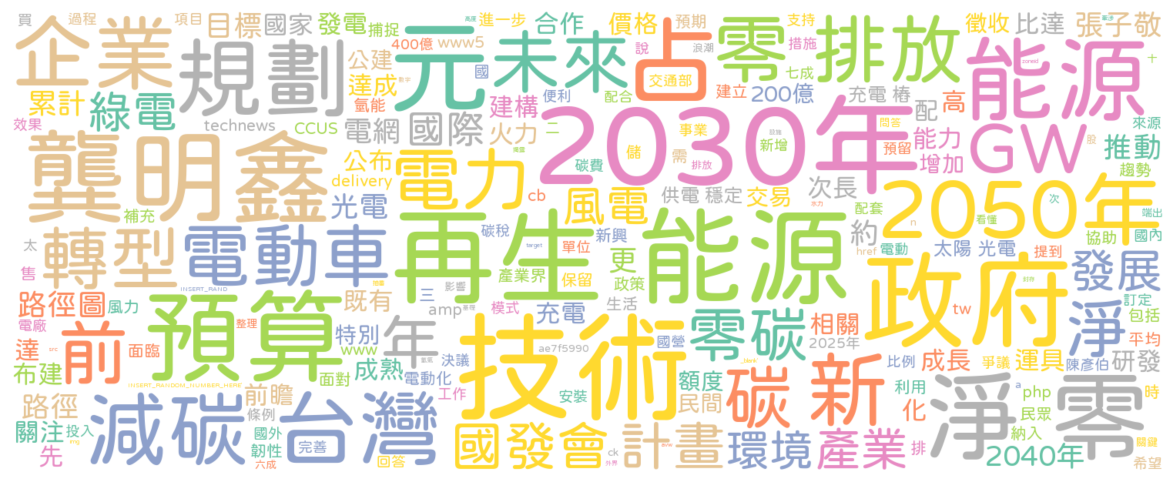 買 過程 項目 目標 國家 發電 捕捉 進一步 合作 價格 預期 零 排放 徵收 比達 張子敬
企業 規劃 400億 www5 元 未來 占 說 浪潮 支持 措施 能源
公建 國 交通部 七成 十
累計 綠電 達成 氫能 建構 便利 配合 建立 200億 充電 樁 配 高
效果 technews CCUS 電網 國際 火力 二 2030年 事業 問答 能力 GW 來源 推動
龔明鑫 公布 電力 碳費 儲 需 新增 排放 預留 增加 股 趨勢
delivery cb 風電 供電 穩定 交易 次長 2050年
補充 光電 配套 看懂 次 端出
太 轉型 電動車 碳稅 單位 新興 再生 能源 約 電動 n 太陽 光電 協助 國內
售 target 更 href 提到
產業界 保留 政策 政府 發展
INSERT_RAND 影響
路徑圖 風力 既有 三 模式 生活 淨 訂定
電廠 預算 整理 amp 充電 tw 包括
前 面臨 特別 年 技術 零碳 相關 平均
達 www ae7f5990 國營 2025年
布建 面對 成熟 決議 碳 新 比例 成長 爭議 運具 陳彥伯 研發
INSERT_RANDOM_NUMBER_HERE 前瞻 電動化 工作 安裝 額度 利用 淨零 a php 時
路徑 減碳 台灣 條例 民間 化 民眾
關注 投入 國外 完善 國發會 計畫 環境 產業 排 納入 關鍵
先 韌性 六成 回答 ck 外界 2040年 希望